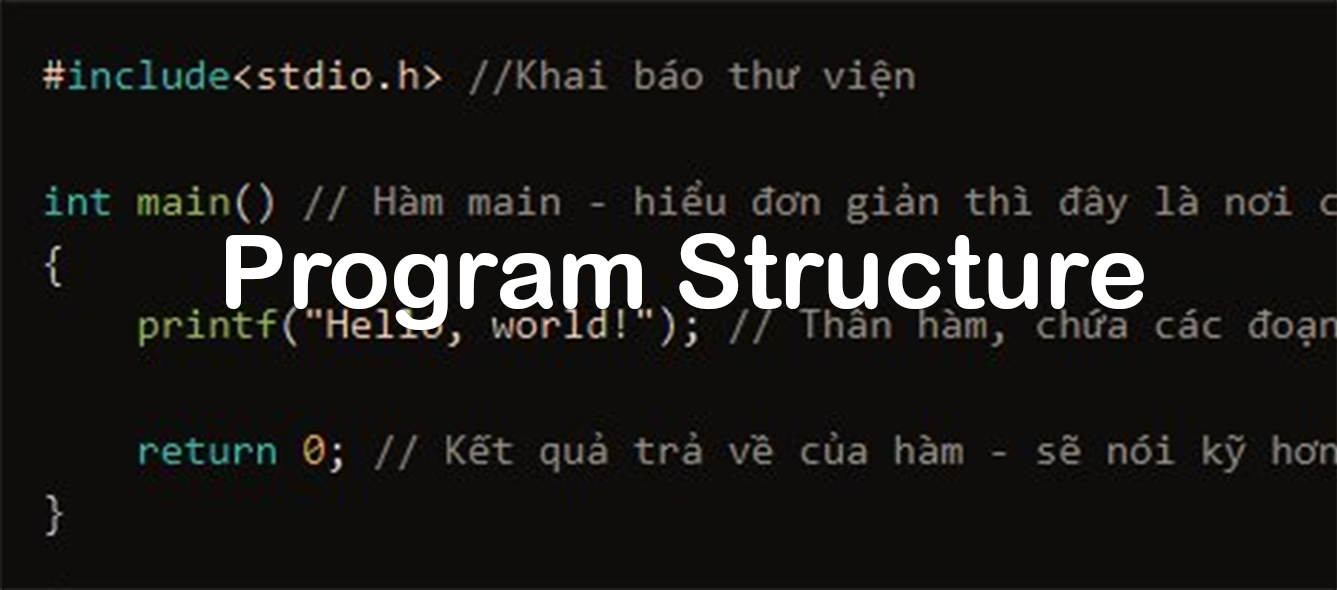 #include<stdio.h> //Khai báo thư viện
int main() // Hàm main - hiểu đơn giản thì đây là nơi
{
Program Structure
printf("Hello, world!"); // Thân hàm, chứa các đoạn
return 0; // Kết quả trả về của hàm - sẽ nói kỹ hơn
}